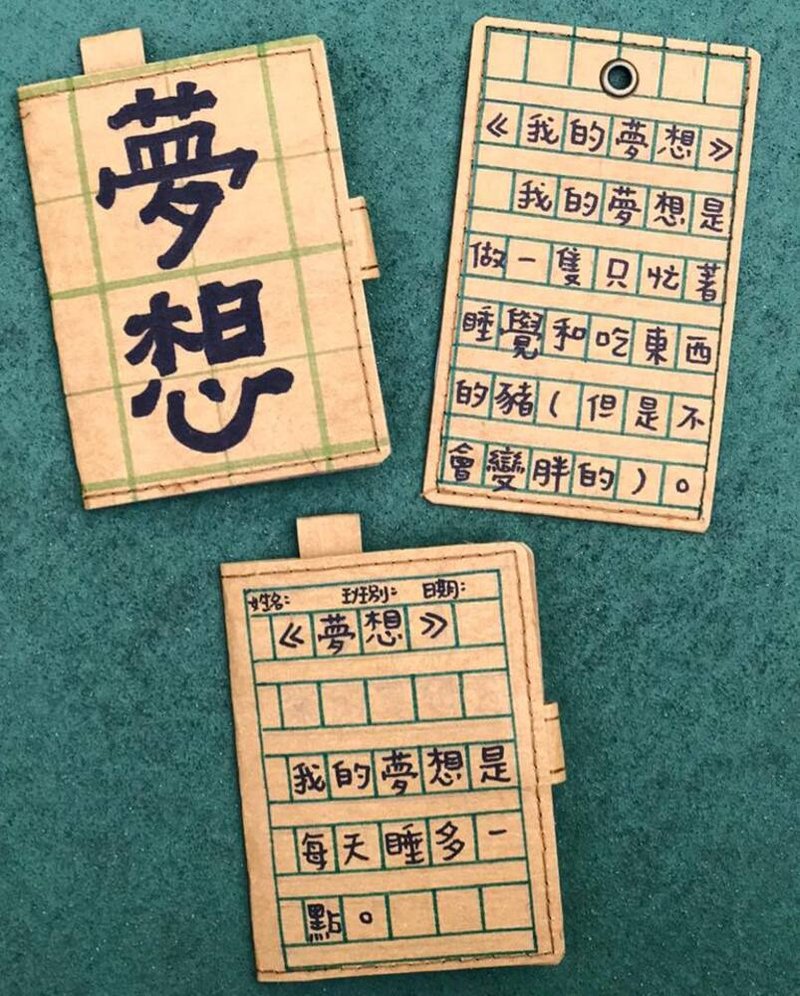 夢
想
《我的夢想》
我的夢想是
做一隻只忙著
睡覺和吃東西
的豬(但是不
會變胖的)。
姓名: 班別: 日期:
《夢想》
我的夢想是
每天睡多一
點。